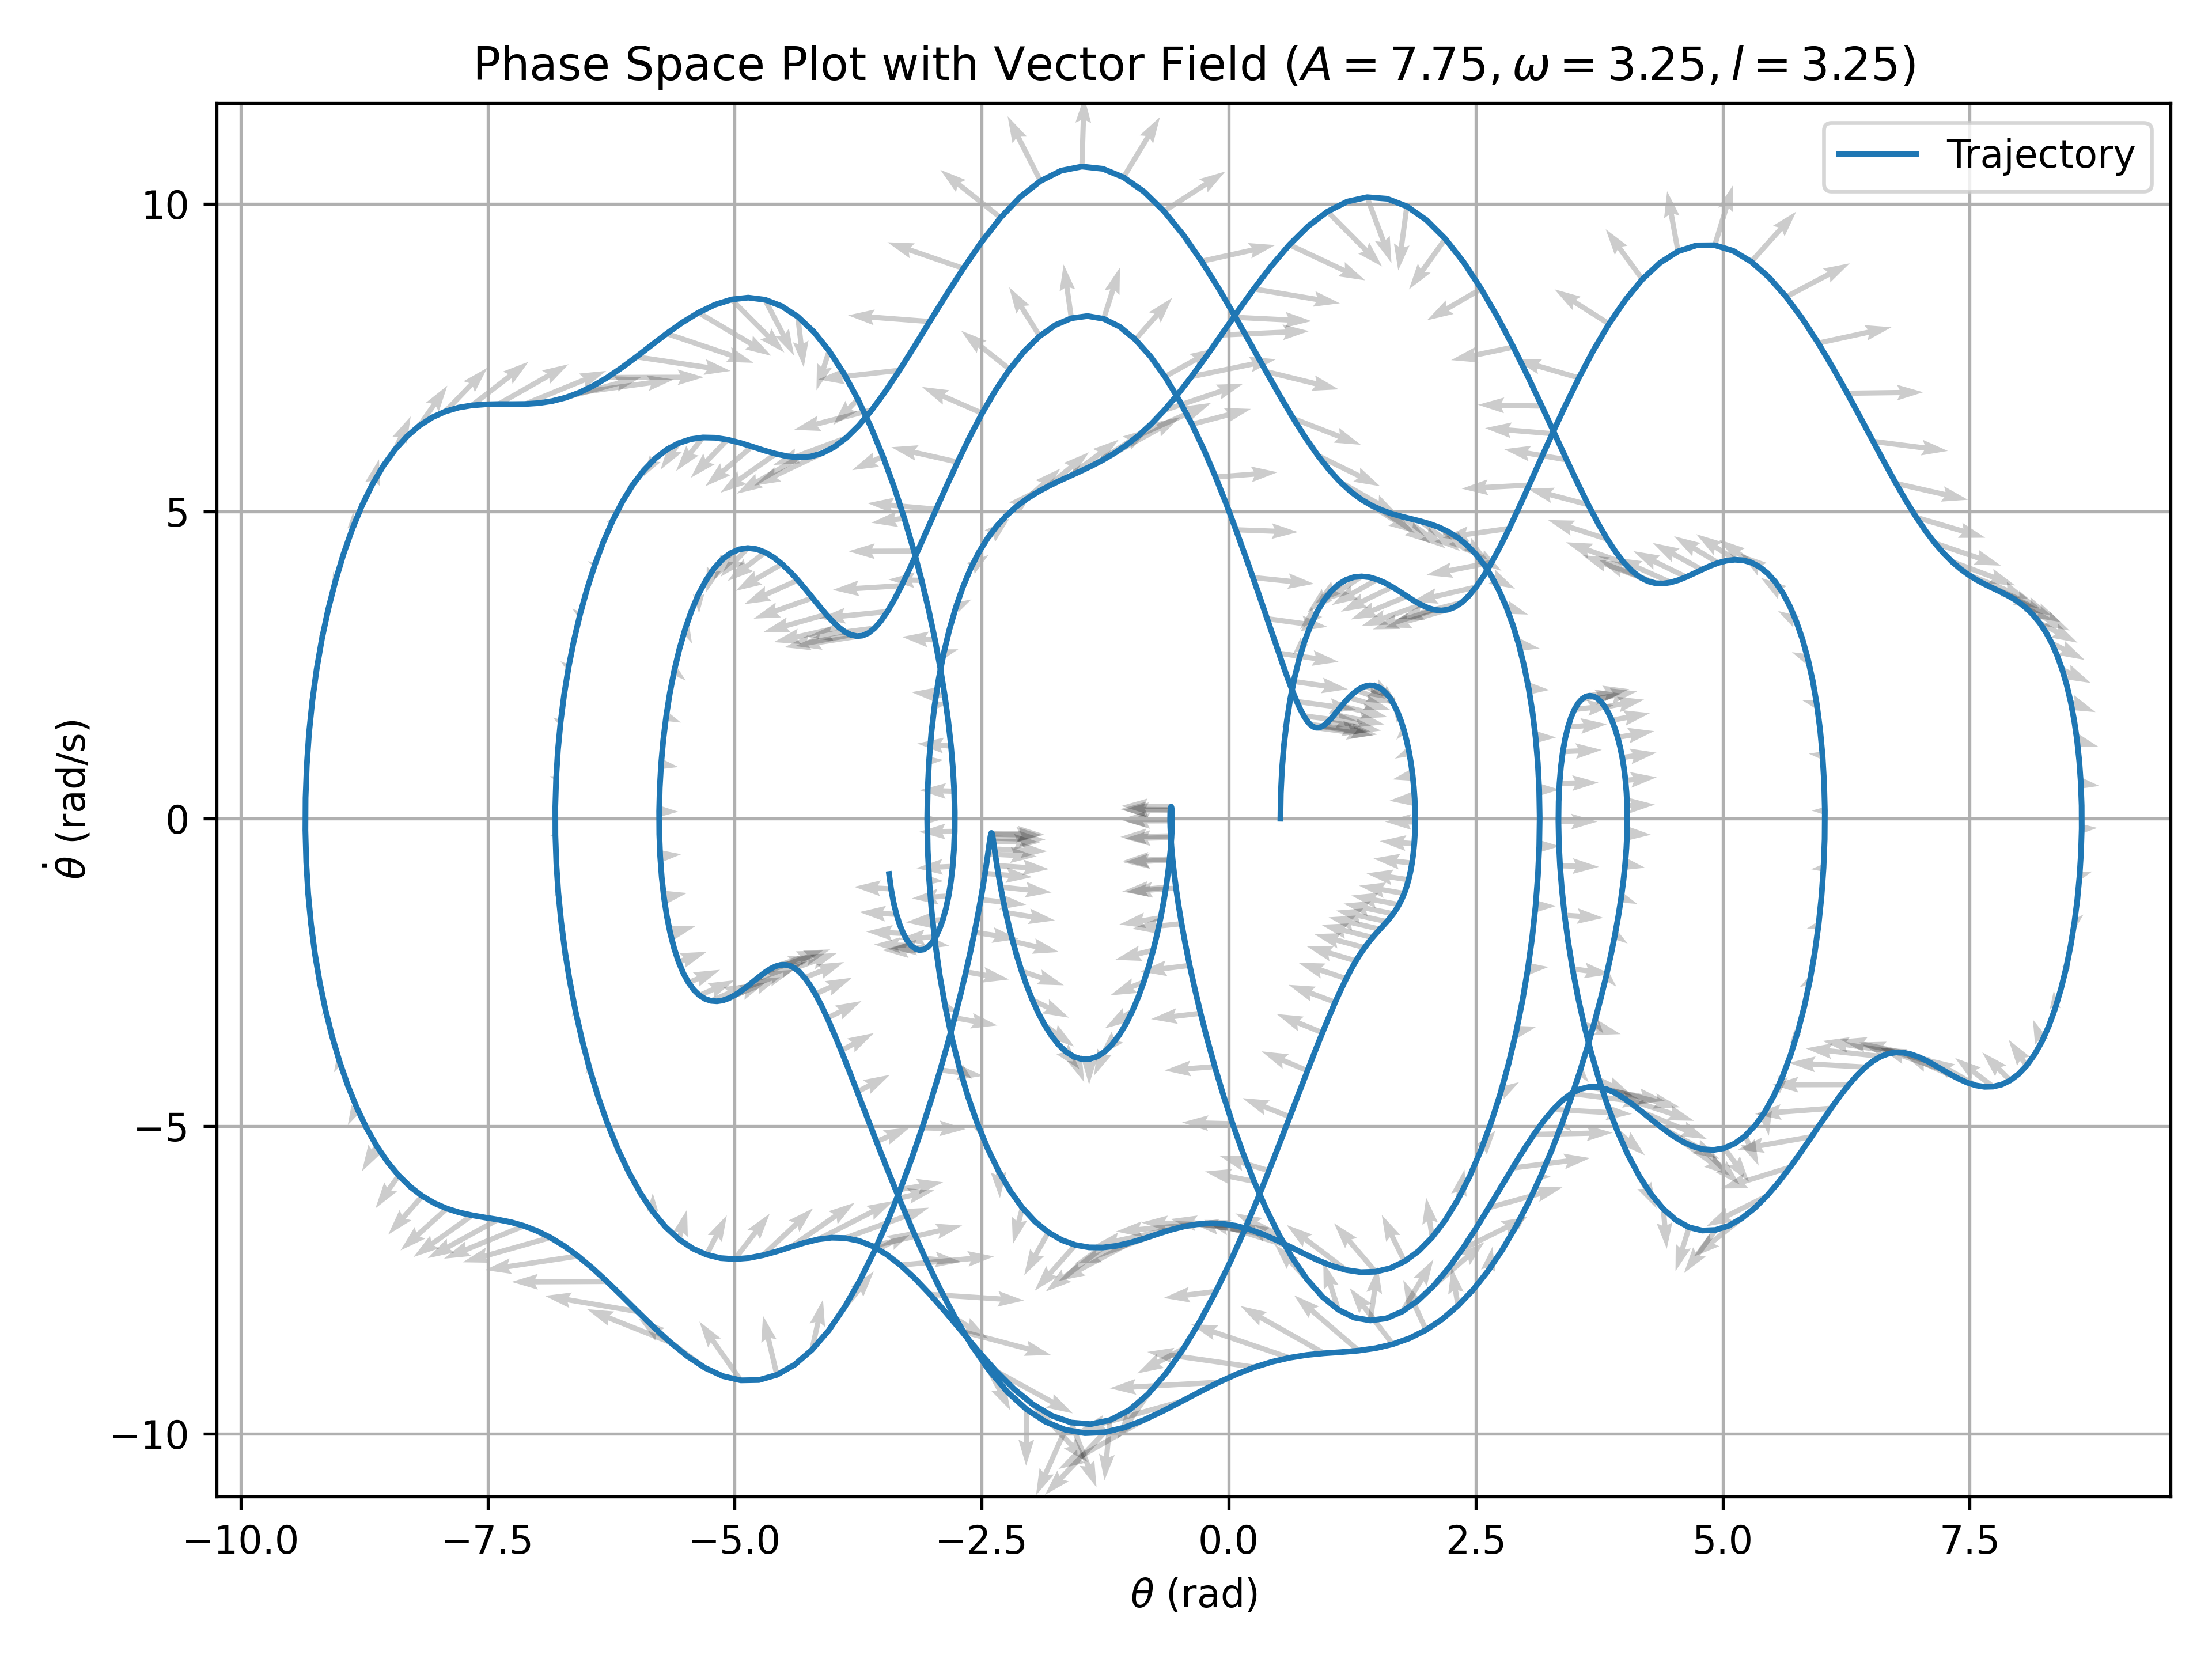 Phase Space Plot with Vector Field (A = 7.75, ω = 3.25, l = 3.25)
Trajectory
10
5
0
−5
−10
θ̇ (rad/s)
−10.0 −7.5 −5.0 −2.5 0.0 2.5 5.0 7.5
θ (rad)